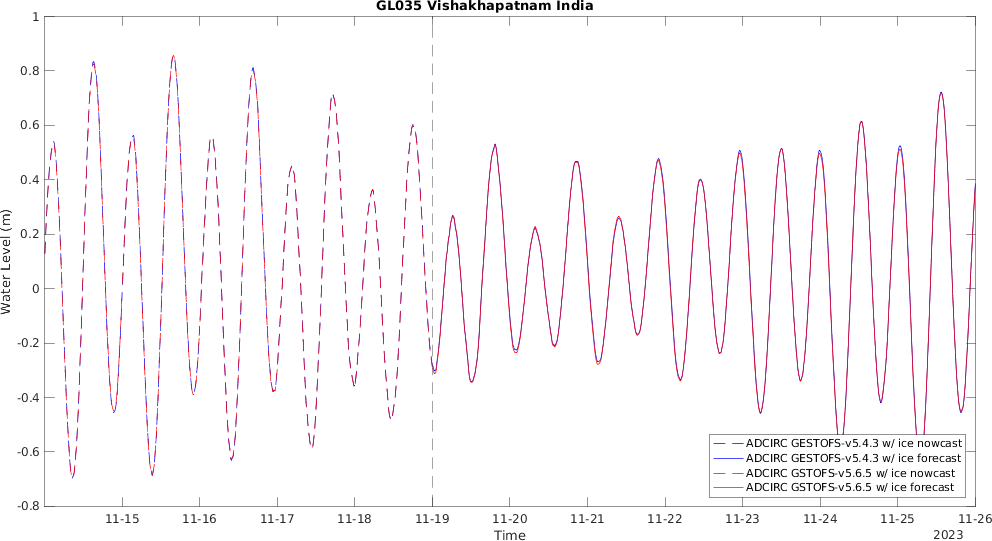 GL035 Vishakhapatnam India
1
0.8
0.6
0.4
0.2
0
-0.2
-0.4
-0.6
-0.8
Water Level (m)
ADCIRC GESTOFS-v5.4.3 w/ ice nowcast
ADCIRC GESTOFS-v5.4.3 w/ ice forecast
ADCIRC GSTOFS-v5.6.5 w/ ice nowcast
ADCIRC GSTOFS-v5.6.5 w/ ice forecast
11-15 11-16 11-17 11-18 11-19 11-20 11-21 11-22 11-23 11-24 11-25 11-26
Time
2023